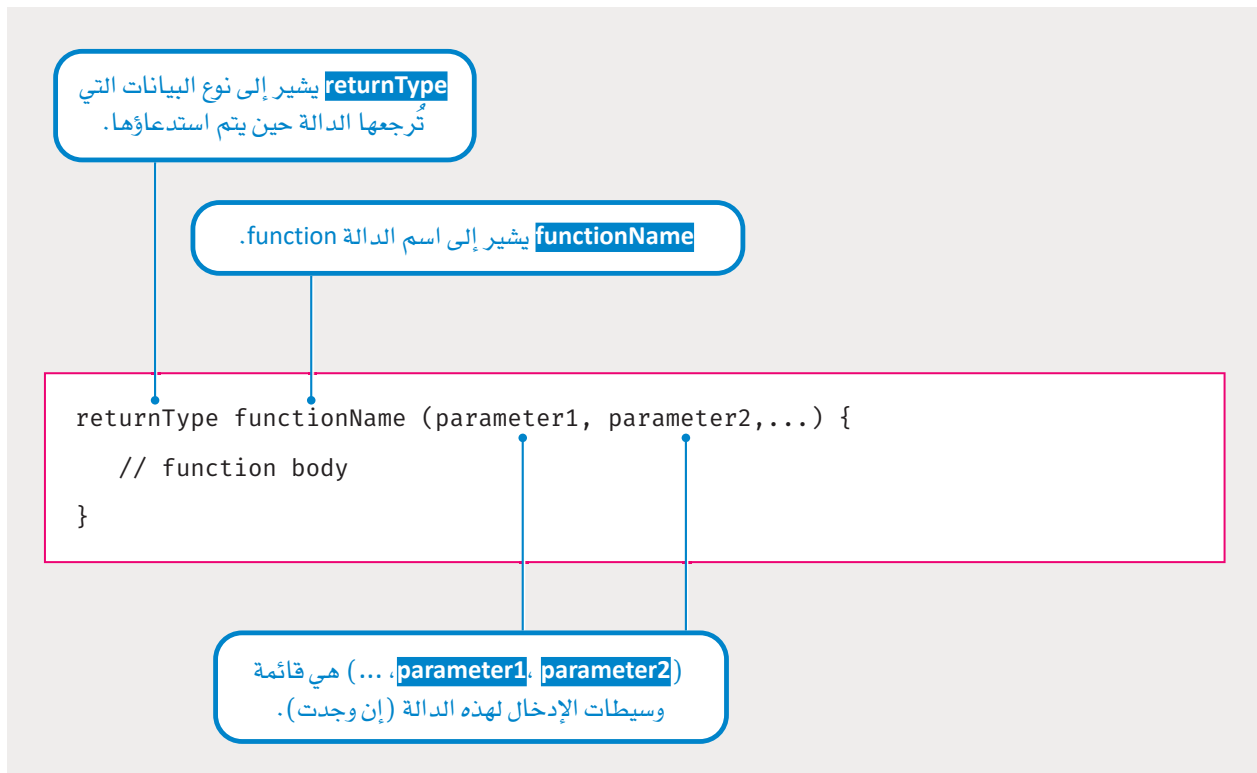 returnType يشير إلى نوع البيانات التي
تُرجعها الدالة حين يتم استدعاؤها.
functionName يشير إلى اسم الدالة function.
returnType functionName (parameter1, parameter2,...) {
// function body
}
(parameter1، parameter2، ...) هي قائمة
وسيطات الإدخال لهذه الدالة (إن وجدت).